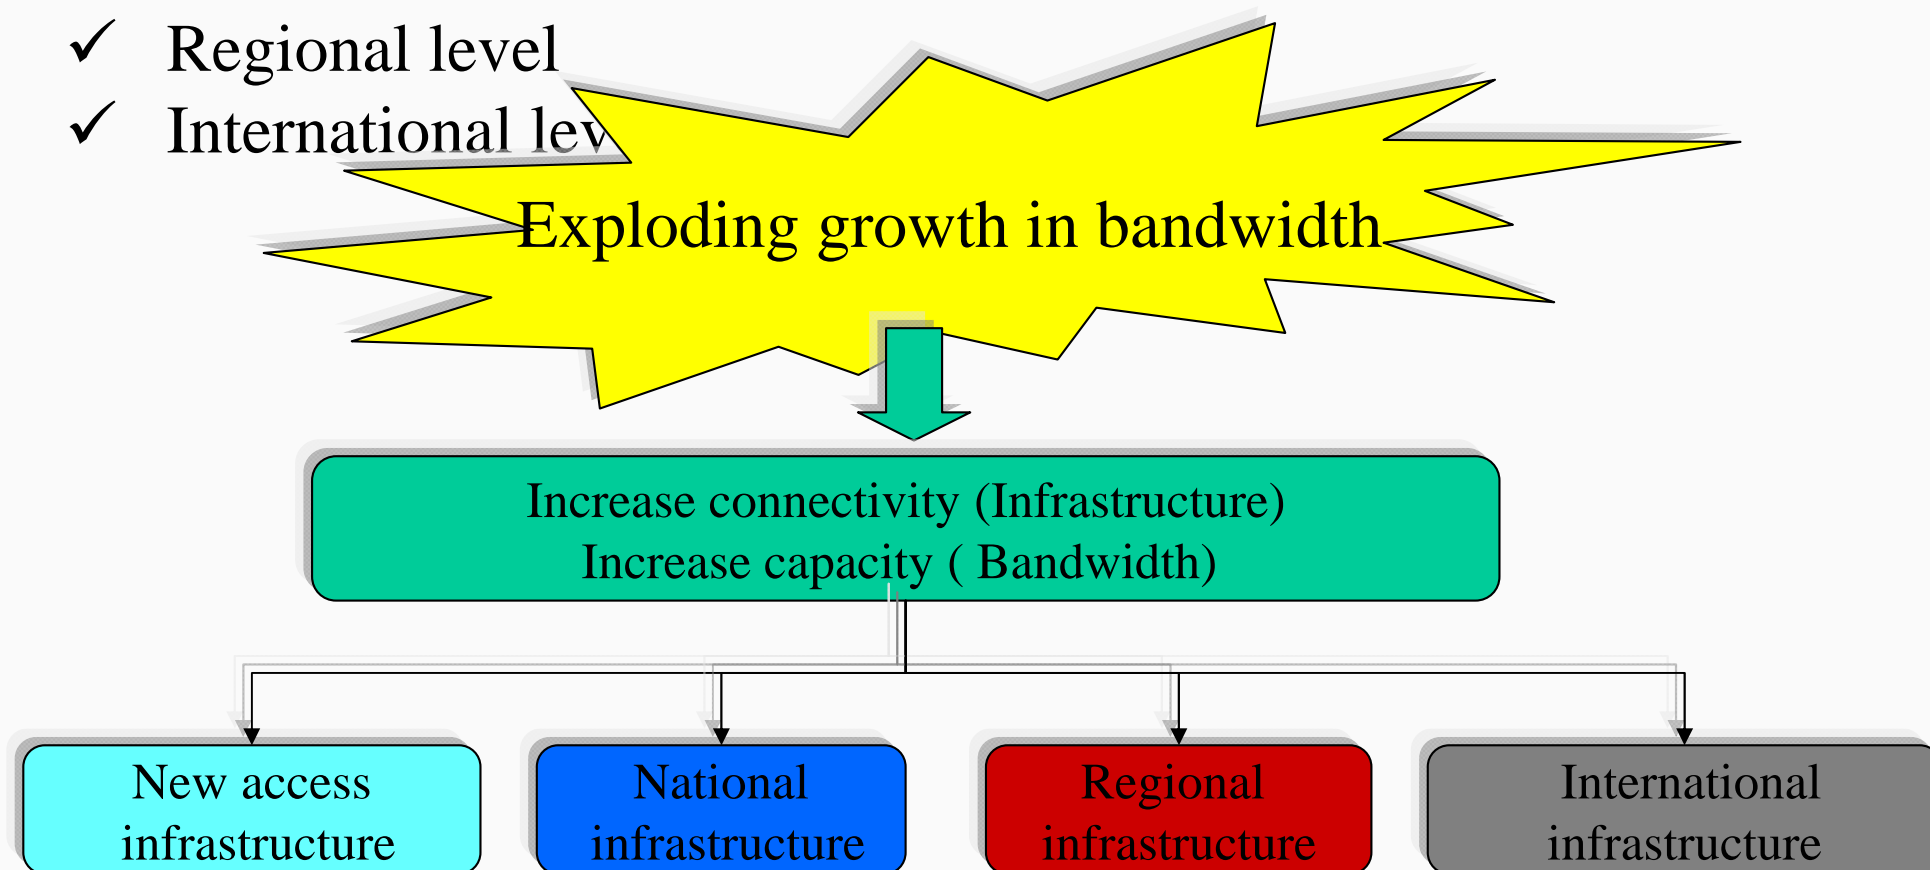 ✓ Regional level
✓ International lev
Exploding growth in bandwidth
Increase connectivity (Infrastructure)
Increase capacity ( Bandwidth)
New access
infrastructure
National
infrastructure
Regional
infrastructure
International
infrastructure